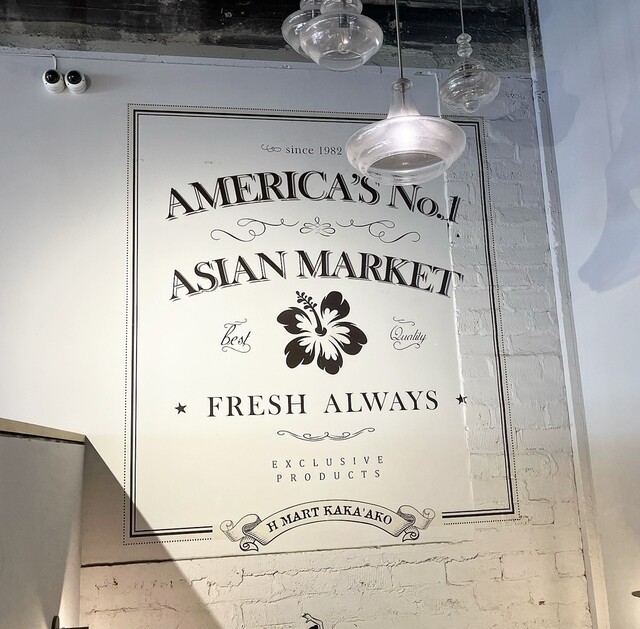 since 1982
AMERICA'S No.1
ASIAN MARKET
best Quality
FRESH ALWAYS
EXCLUSIVE
PRODUCTS
H MART KAKA'AKO